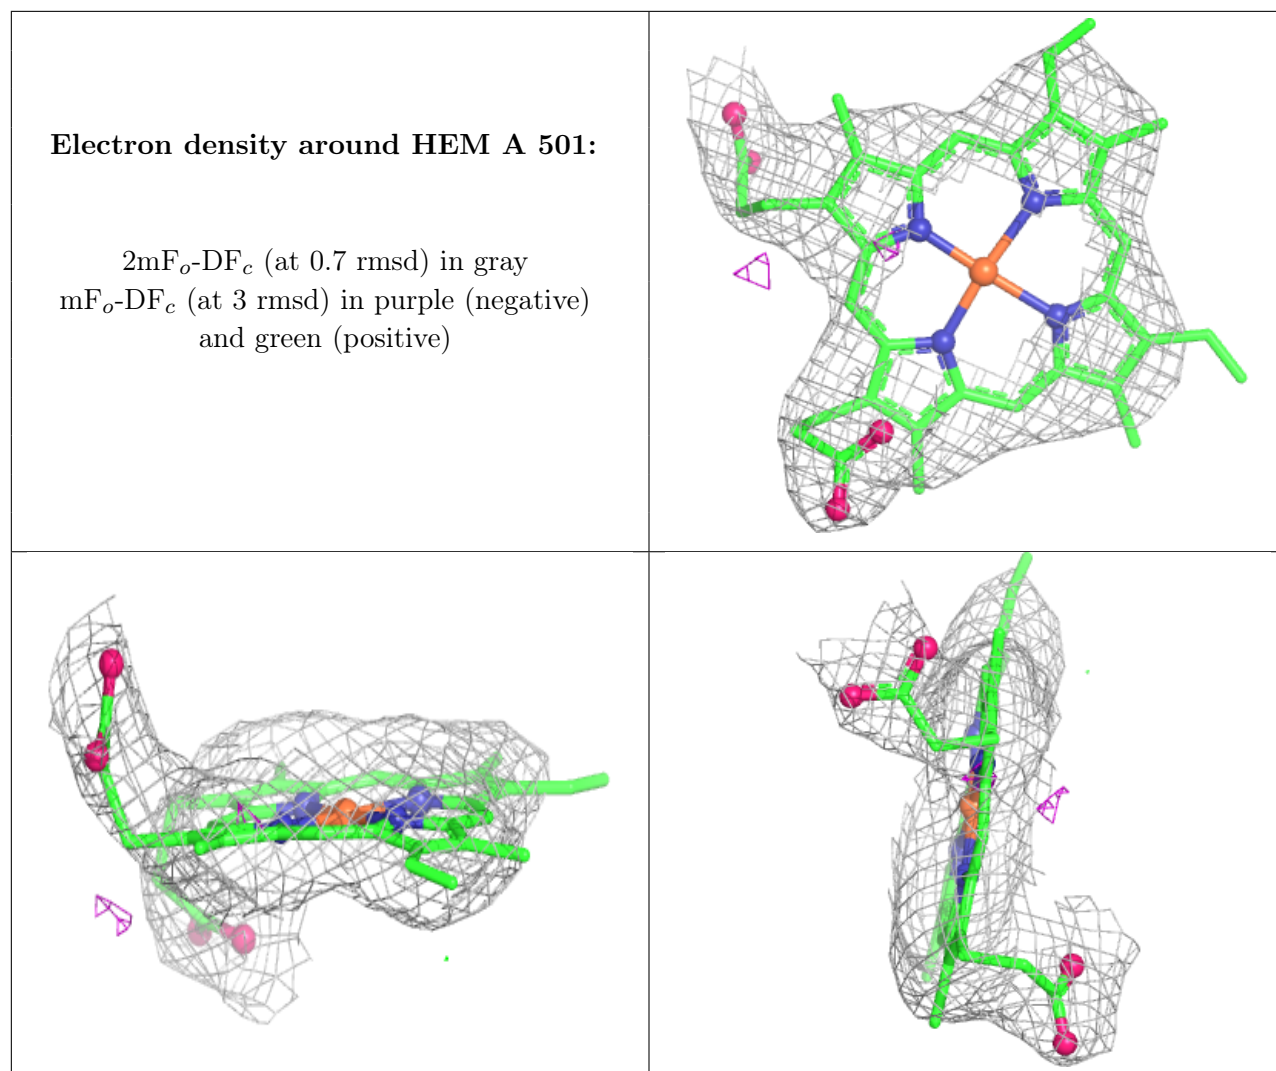 Electron density around HEM A 501:
2mFo-DFc (at 0.7 rmsd) in gray
mFo-DFc (at 3 rmsd) in purple (negative)
and green (positive)